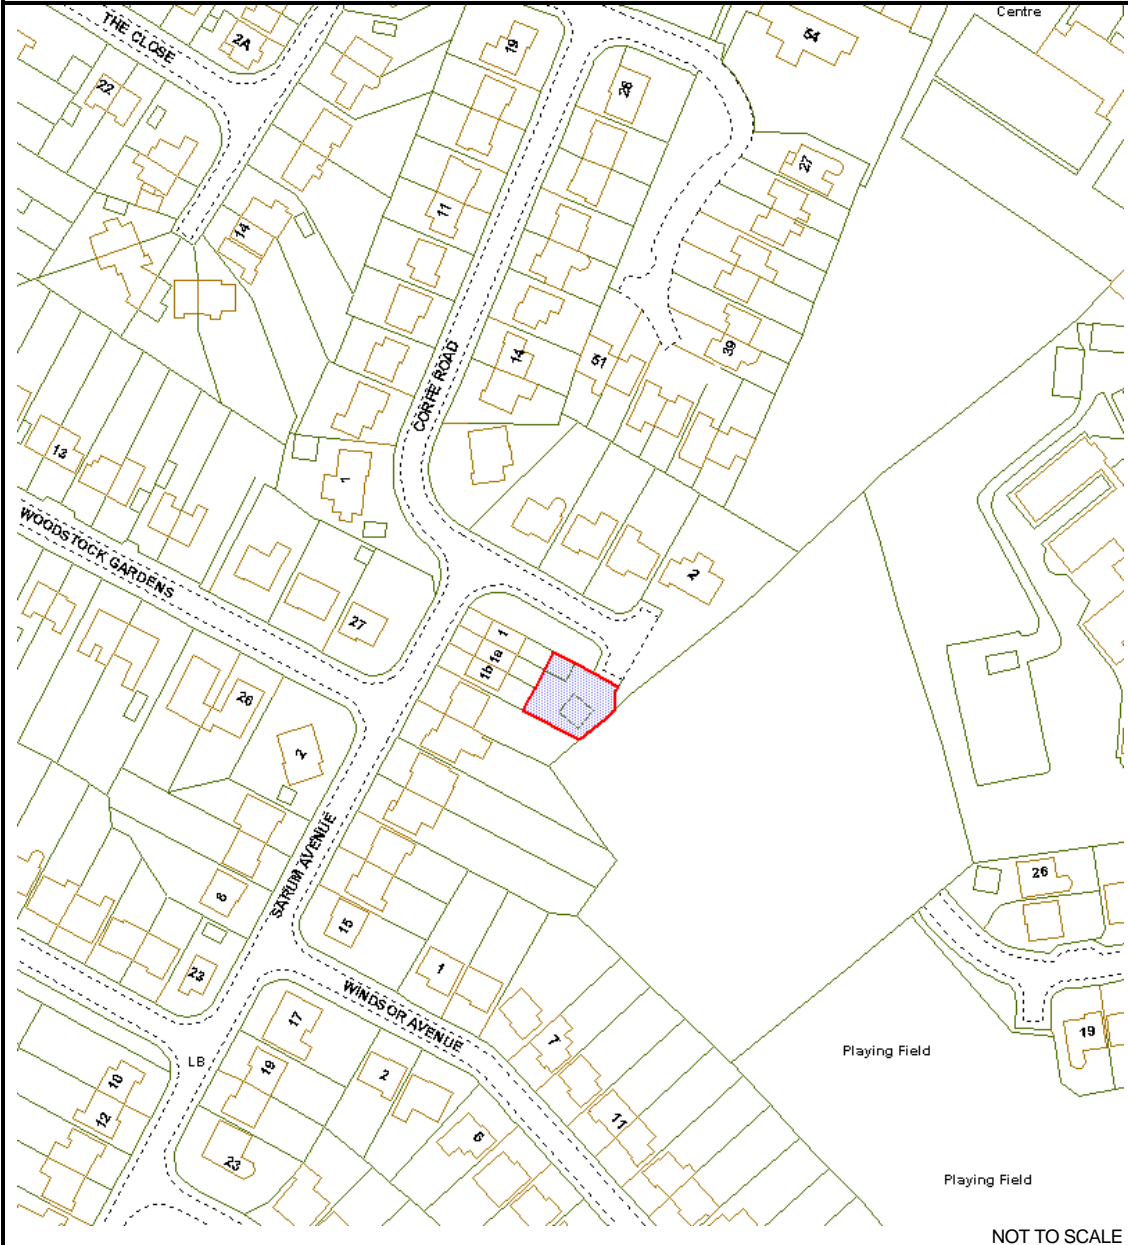 Centre
THE CLOSE
2A
19
54
22
28
27
14
11
CORFE ROAD
14
51
39
13
1
2
WOODSTOCK GARDENS
27
1
1b 1a
26
2
SARUM AVENUE
8
15
26
23
1
WINDSOR AVENUE
17
7
19
Playing Field
LB
19
2
10
12
11
6
23
Playing Field
NOT TO SCALE